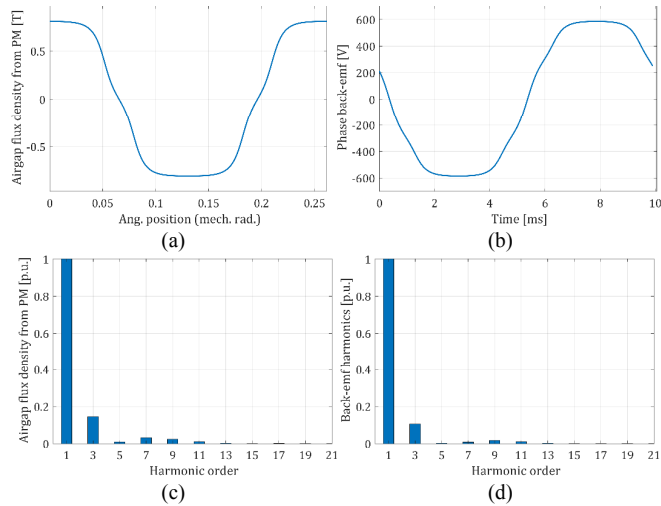 Airgap flux density from PM [T]
0.5
0
-0.5
0
0.05
0.1
0.15
0.2
0.25
Ang. position (mech. rad.)
(a)
Phase back-emf [V]
600
400
200
0
-200
-400
-600
0
2
4
6
8
10
Time [ms]
(b)
Airgap flux density from PM [p.u.]
1
0.8
0.6
0.4
0.2
0
1 3 5 7 9 11 13 15 17 19 21
Harmonic order
(c)
Back-emf harmonics [p.u.]
1
0.8
0.6
0.4
0.2
0
1 3 5 7 9 11 13 15 17 19 21
Harmonic order
(d)